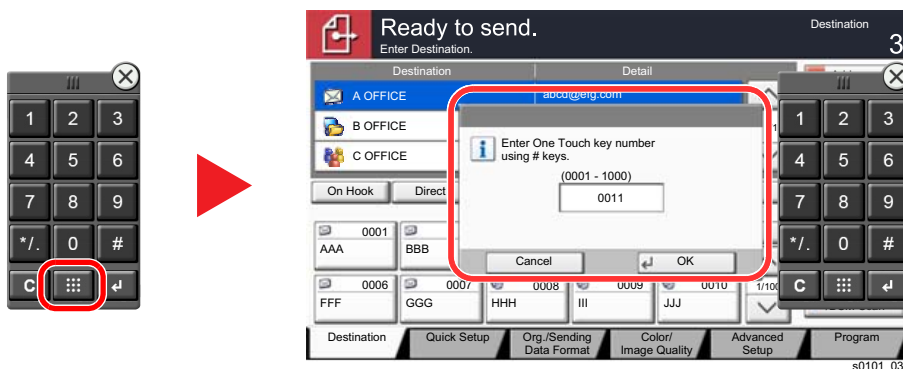 1 2 3
4 5 6
7 8 9
*/. 0 #
C
Ready to send.
Enter Destination.
Destination
3
Destination Detail
A OFFICE abcd@efg.com
B OFFICE
C OFFICE
Enter One Touch key number
using # keys.
(0001 - 1000)
0011
Cancel OK
On Hook Direct
0001
AAA BBB
0006 0007 0008 0009 0010 1/100
FFF GGG HHH III JJJ
1 2 3
4 5 6
7 8 9
*/. 0 #
C
Destination Quick Setup Org./Sending
Data Format Color/
Image Quality Advanced
Setup Program
s0101_03